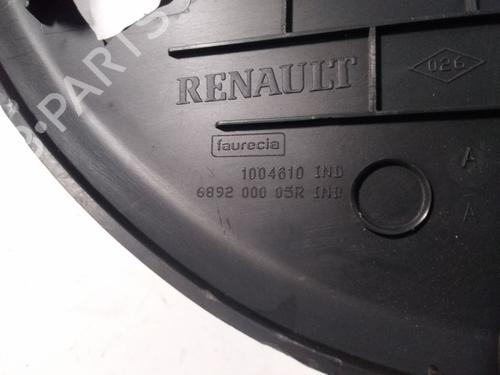 026
RENAULT
faurecia
1004610 IND
6892 000 05R IND
A
A